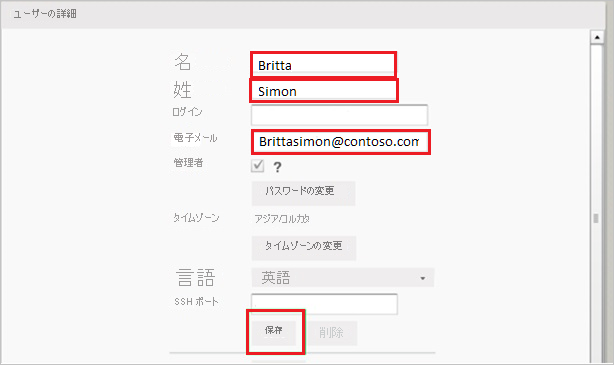 ユーザーの詳細
名 Britta
姓 Simon
ログイン
電子メール Brittasimon@contoso.com
管理者 ?
パスワードの変更
タイムゾーン アジア/コルカタ
タイムゾーンの変更
言語 英語
SSH ポート
保存 削除